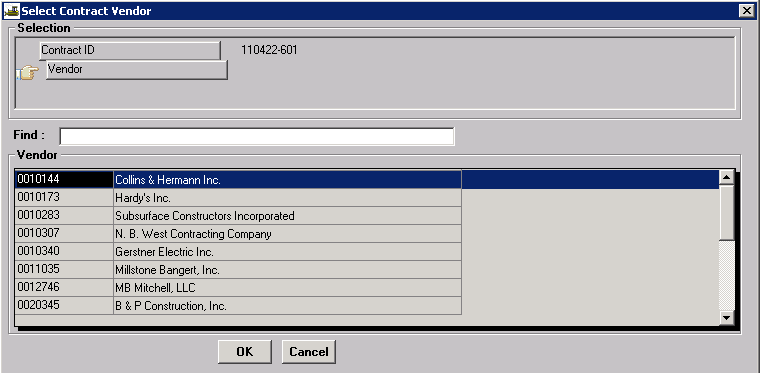 Select Contract Vendor
Selection
Contract ID 110422-601
Vendor
Find :
Vendor
0010144 Collins & Hermann Inc.
0010173 Hardy's Inc.
0010283 Subsurface Constructors Incorporated
0010307 N. B. West Contracting Company
0010340 Gerstner Electric Inc.
0011035 Millstone Bangert, Inc.
0012746 MB Mitchell, LLC
0020345 B & P Construction, Inc.
OK Cancel